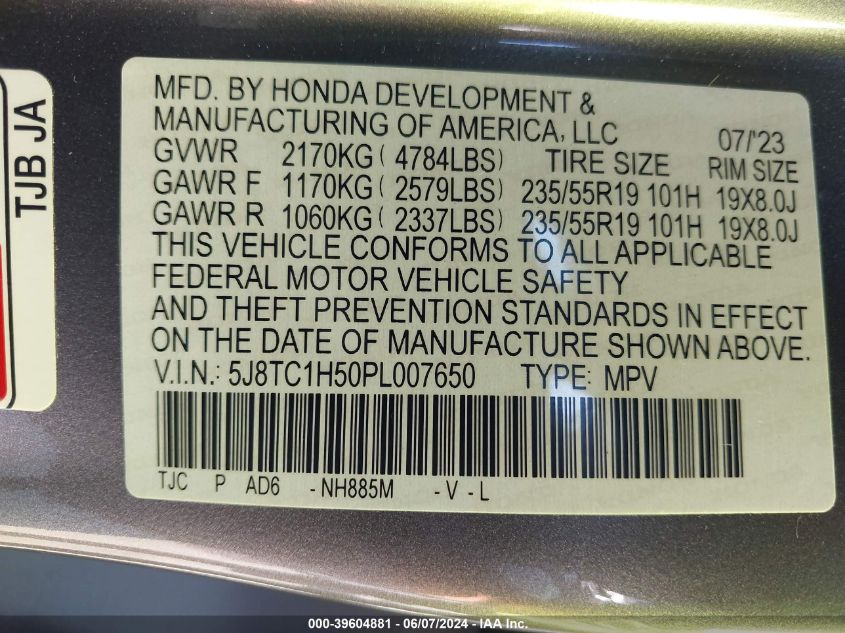 TJB JA
MFD. BY HONDA DEVELOPMENT &
MANUFACTURING OF AMERICA, LLC 07/'23
GVWR 2170KG ( 4784LBS) TIRE SIZE RIM SIZE
GAWR F 1170KG ( 2579LBS) 235/55R19 101H 19X8.0J
GAWR R 1060KG ( 2337LBS) 235/55R19 101H 19X8.0J
THIS VEHICLE CONFORMS TO ALL APPLICABLE
FEDERAL MOTOR VEHICLE SAFETY
AND THEFT PREVENTION STANDARDS IN EFFECT
ON THE DATE OF MANUFACTURE SHOWN ABOVE.
V.I.N.: 5J8TC1H50PL007650 TYPE: MPV
TJC P AD6 -NH885M -V -L
000-39604881 - 06/07/2024 - IAA Inc.